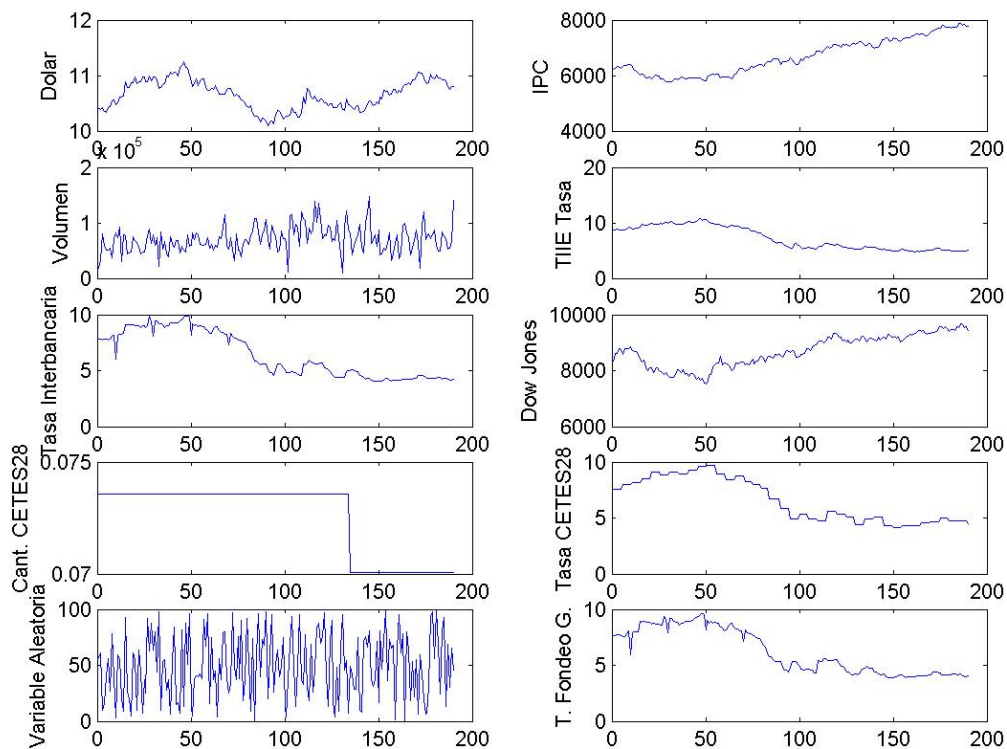 Dolar
12
11
10
0 50 100 150 200
IPC
8000
6000
4000
0 50 100 150 200
x 10^5
Volumen
2
1
0
0 50 100 150 200
TIIE Tasa
20
10
0
0 50 100 150 200
Tasa Interbancaria
10
5
0
0 50 100 150 200
Dow Jones
10000
8000
6000
0 50 100 150 200
Cant. CETES28
0.075
0.07
0 50 100 150 200
Tasa CETES28
10
5
0
0 50 100 150 200
Variable Aleatoria
100
50
0
0 50 100 150 200
T. Fondeo G.
10
5
0
0 50 100 150 200